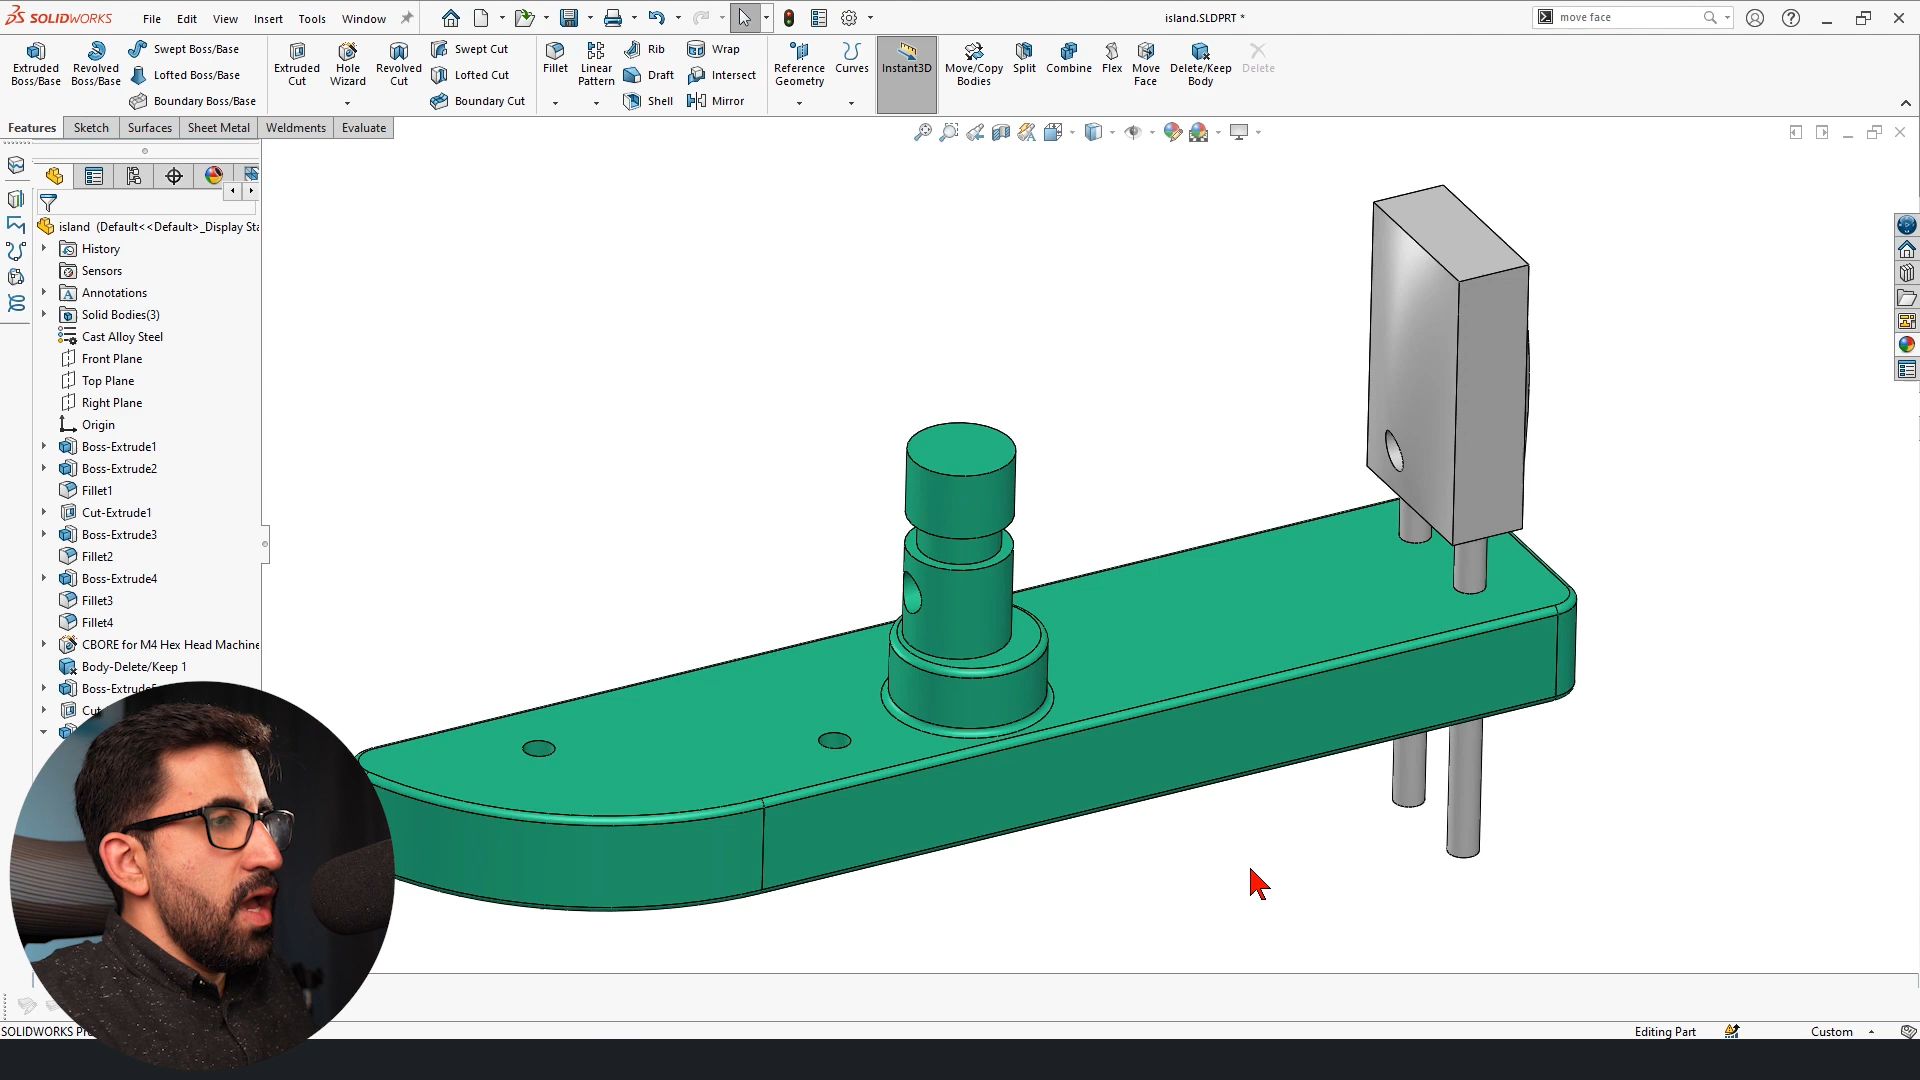 SOLIDWORKS
File Edit View Insert Tools Window
island.SLDPRT *
move face
Extruded Boss/Base
Revolved Boss/Base
Swept Boss/Base
Lofted Boss/Base
Boundary Boss/Base
Extruded Cut
Hole Wizard
Revolved Cut
Swept Cut
Lofted Cut
Boundary Cut
Fillet
Linear Pattern
Rib
Draft
Shell
Wrap
Intersect
Mirror
Reference Geometry
Curves
Instant3D
Move/Copy Bodies
Split
Combine
Flex
Move Face
Delete/Keep Body
Delete
Features Sketch Surfaces Sheet Metal Weldments Evaluate
island (Default<<Default>_Display Sta
History
Sensors
Annotations
Solid Bodies(3)
Cast Alloy Steel
Front Plane
Top Plane
Right Plane
Origin
Boss-Extrude1
Boss-Extrude2
Fillet1
Cut-Extrude1
Boss-Extrude3
Fillet2
Boss-Extrude4
Fillet3
Fillet4
CBORE for M4 Hex Head Machine
Body-Delete/Keep 1
Boss-Extrude
Cut
SOLIDWORKS
Editing Part
Custom